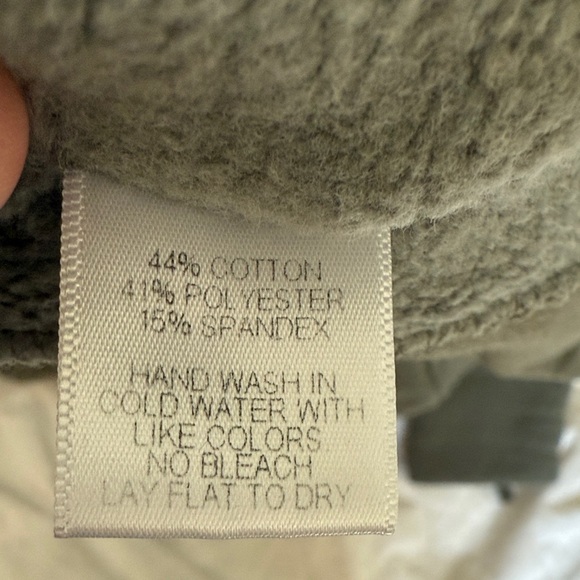 44% COTTON
41% POLYESTER
15% SPANDEX
HAND WASH IN
COLD WATER WITH
LIKE COLORS
NO BLEACH
LAY FLAT TO DRY